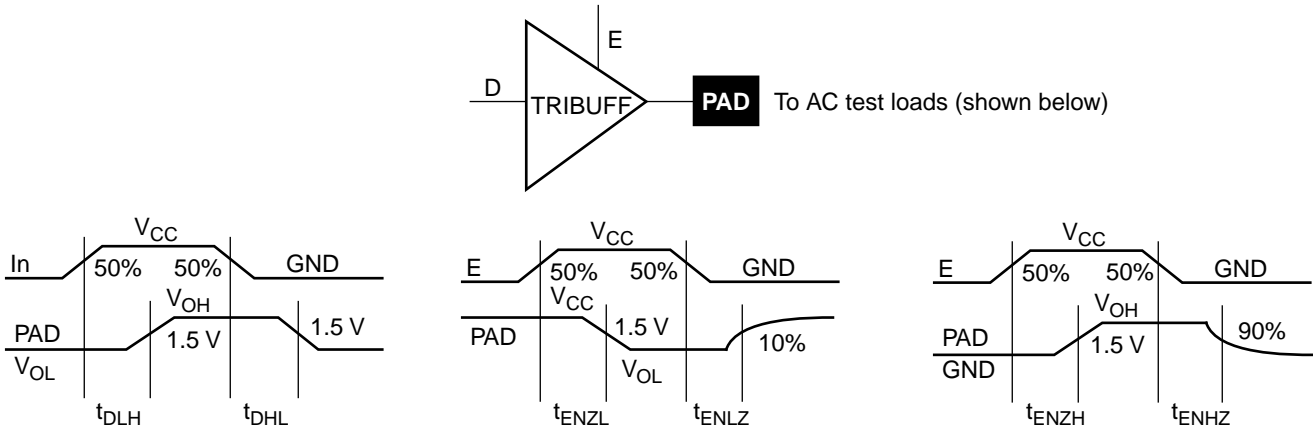 E
D
TRIBUFF
PAD
To AC test loads (shown below)
In
VCC
50%
50%
GND
PAD
VOL
VOH
1.5 V
1.5 V
tDLH
tDHL
E
VCC
50%
50%
GND
VCC
PAD
1.5 V
VOL
10%
tENZL
tENLZ
E
VCC
50%
50%
GND
PAD
GND
VOH
1.5 V
90%
tENZH
tENHZ